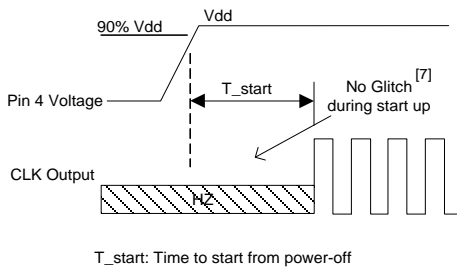 90% Vdd
Vdd
T_start
No Glitch [7]
during start up
Pin 4 Voltage
CLK Output
HZ
T_start: Time to start from power-off